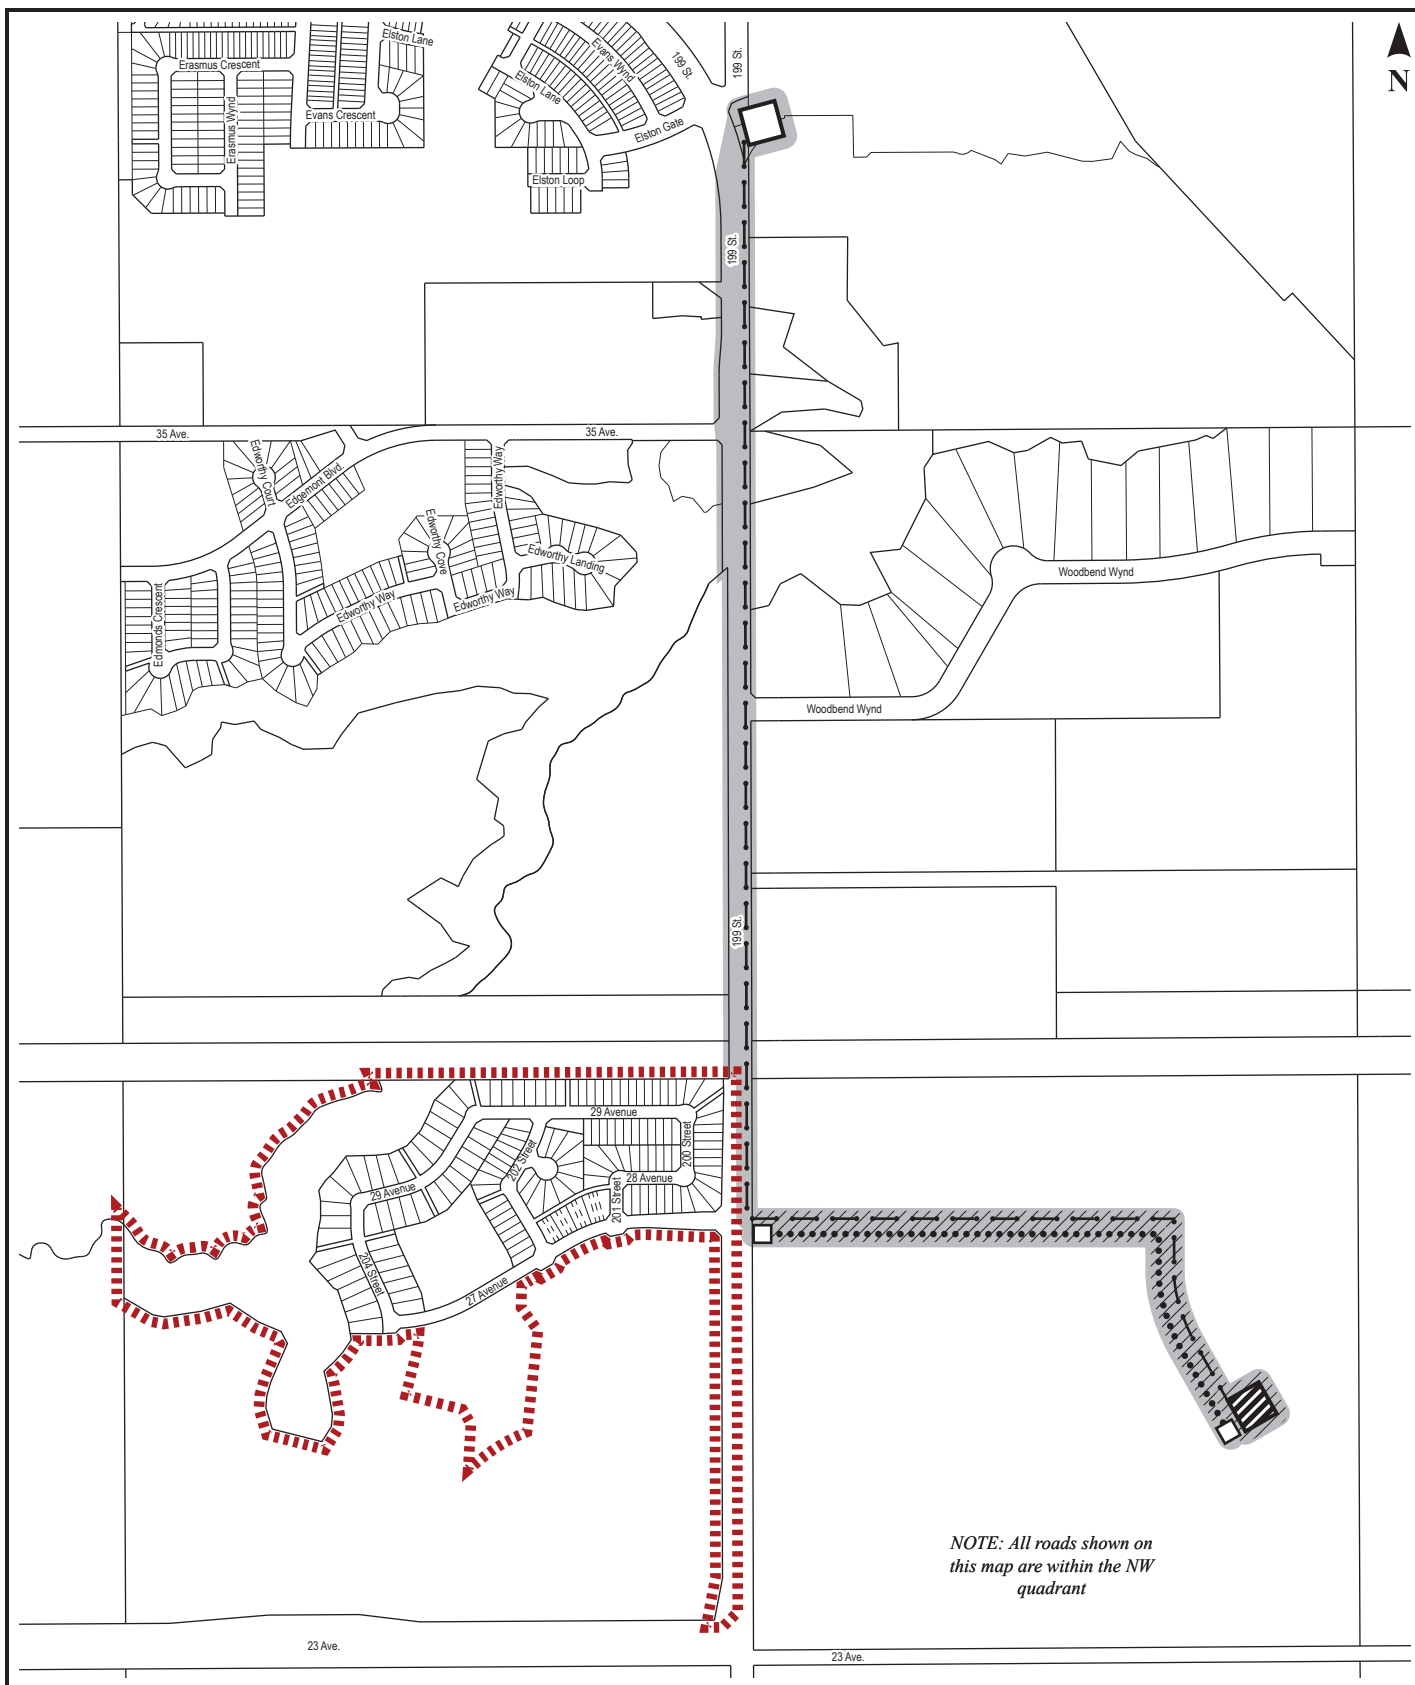 Elston Lane
Erasmus Crescent
Erasmus Wynd
Evans Crescent
Evans Wynd
199 St.
199 St.
Elston Lane
Elston Gate
Elston Loop
N
199 St.
35 Ave.
35 Ave.
Edworthy Court
Edgemont Blvd.
Edworthy Way
Edworthy Cove
Edworthy Landing
Edworthy Way
Edworthy Way
Edmonds Crescent
Woodbend Wynd
Woodbend Wynd
199 St.
29 Avenue
200 Street
202 Street
28 Avenue
29 Avenue
201 Street
204 Street
27 Avenue
NOTE: All roads shown on
this map are within the NW
quadrant
23 Ave.
23 Ave.